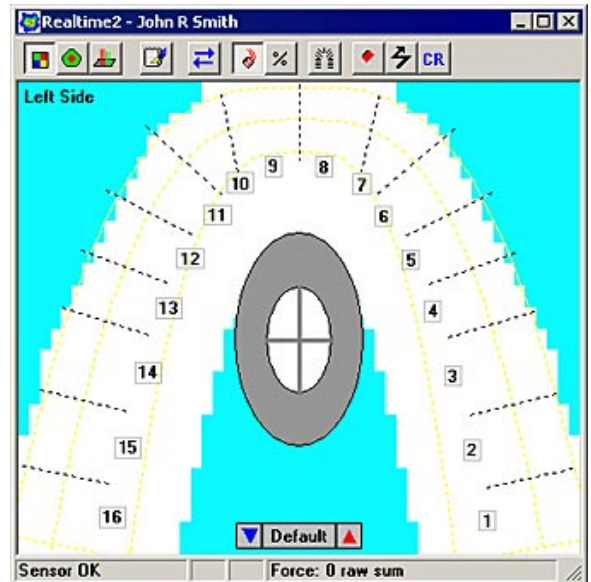 Realtime2 - John R Smith
% CR
Left Side
9 8
10 7
11 6
12 5
13 4
14 3
15 2
16 1
Default
Sensor OK Force: 0 raw sum